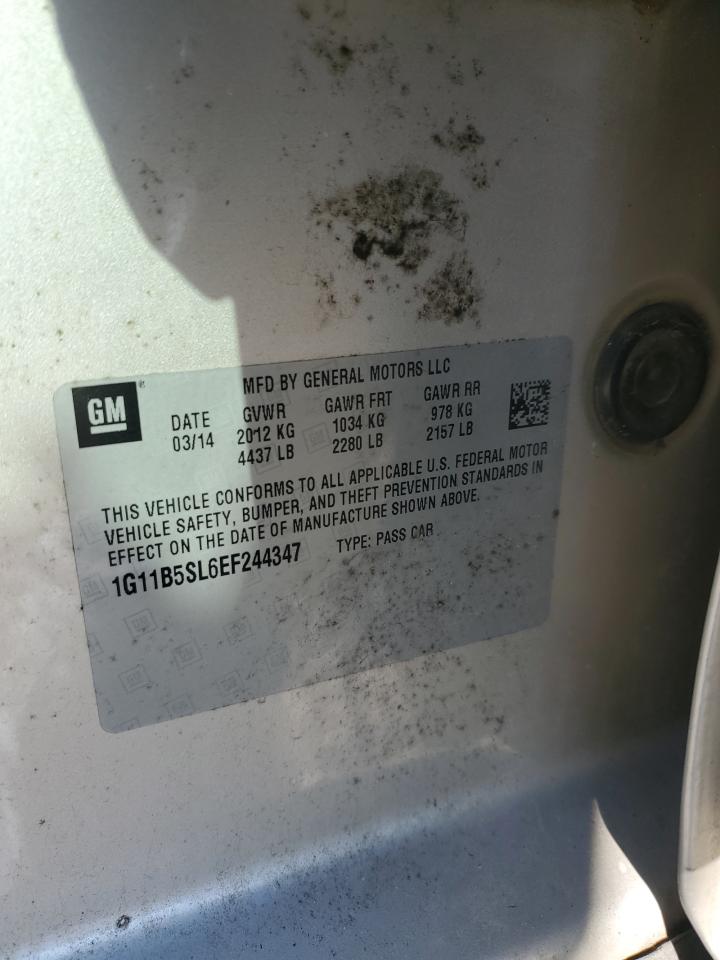 GM
MFD BY GENERAL MOTORS LLC
DATE GVWR GAWR FRT GAWR RR
03/14 2012 KG 1034 KG 978 KG
4437 LB 2280 LB 2157 LB
THIS VEHICLE CONFORMS TO ALL APPLICABLE U.S. FEDERAL MOTOR
VEHICLE SAFETY, BUMPER, AND THEFT PREVENTION STANDARDS IN
EFFECT ON THE DATE OF MANUFACTURE SHOWN ABOVE.
1G11B5SL6EF244347 TYPE: PASS CAR